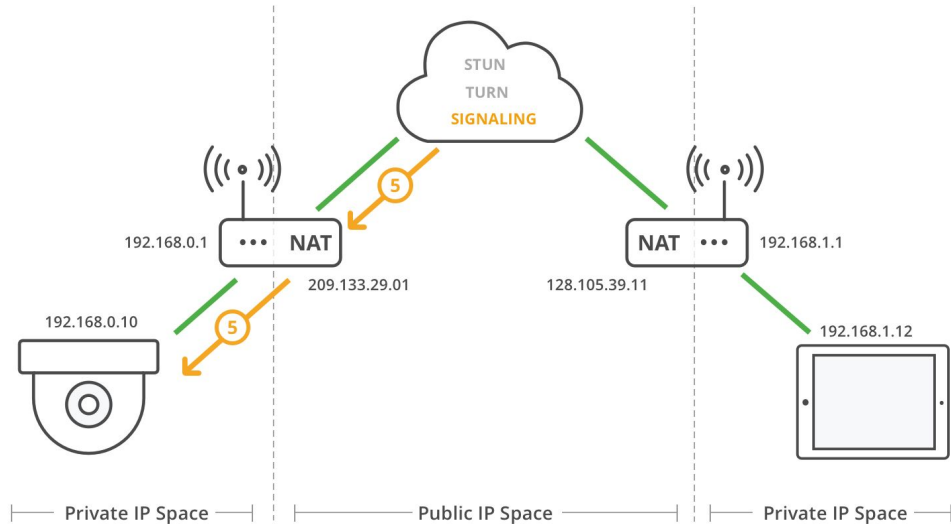 STUN
TURN
SIGNALING
5
192.168.0.1
NAT
NAT
192.168.1.1
209.133.29.01
128.105.39.11
192.168.0.10
5
192.168.1.12
Private IP Space
Public IP Space
Private IP Space